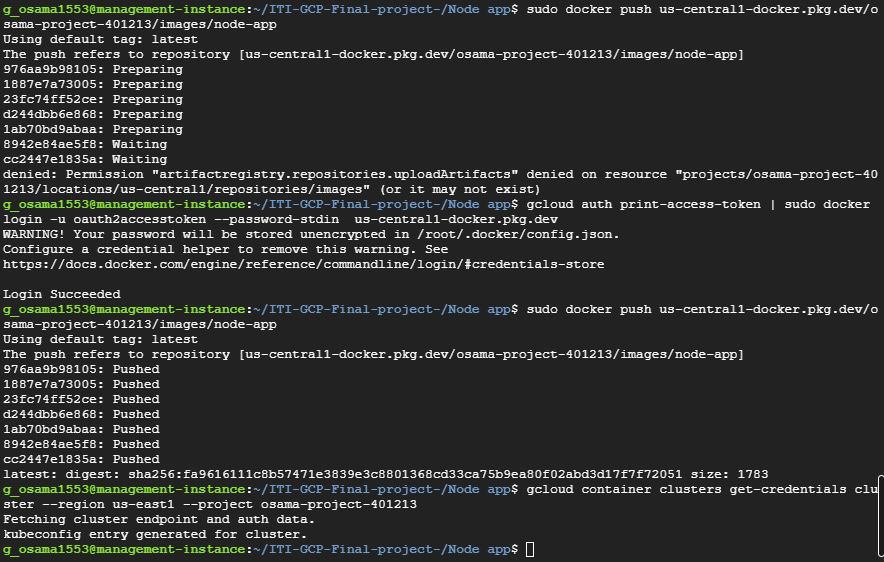 g_osama1553@management-instance:~/ITI-GCP-Final-project-/Node app$ sudo docker push us-central1-docker.pkg.dev/o
sama-project-401213/images/node-app
Using default tag: latest
The push refers to repository [us-central1-docker.pkg.dev/osama-project-401213/images/node-app]
976aa9b98105: Preparing
1887e7a73005: Preparing
23fc74ff52ce: Preparing
d244dbb6e868: Preparing
1ab70bd9abaa: Preparing
8942e84ae5f8: Waiting
cc2447e1835a: Waiting
denied: Permission "artifactregistry.repositories.uploadArtifacts" denied on resource "projects/osama-project-40
1213/locations/us-central1/repositories/images" (or it may not exist)
g_osama1553@management-instance:~/ITI-GCP-Final-project-/Node app$ gcloud auth print-access-token | sudo docker
login -u oauth2accesstoken --password-stdin  us-central1-docker.pkg.dev
WARNING! Your password will be stored unencrypted in /root/.docker/config.json.
Configure a credential helper to remove this warning. See
https://docs.docker.com/engine/reference/commandline/login/#credentials-store

Login Succeeded
g_osama1553@management-instance:~/ITI-GCP-Final-project-/Node app$ sudo docker push us-central1-docker.pkg.dev/o
sama-project-401213/images/node-app
Using default tag: latest
The push refers to repository [us-central1-docker.pkg.dev/osama-project-401213/images/node-app]
976aa9b98105: Pushed
1887e7a73005: Pushed
23fc74ff52ce: Pushed
d244dbb6e868: Pushed
1ab70bd9abaa: Pushed
8942e84ae5f8: Pushed
cc2447e1835a: Pushed
latest: digest: sha256:fa9616111c8b57471e3839e3c8801368cd33ca75b9ea80f02abd3d17f7f72051 size: 1783
g_osama1553@management-instance:~/ITI-GCP-Final-project-/Node app$ gcloud container clusters get-credentials clu
ster --region us-east1 --project osama-project-401213
Fetching cluster endpoint and auth data.
kubeconfig entry generated for cluster.
g_osama1553@management-instance:~/ITI-GCP-Final-project-/Node app$